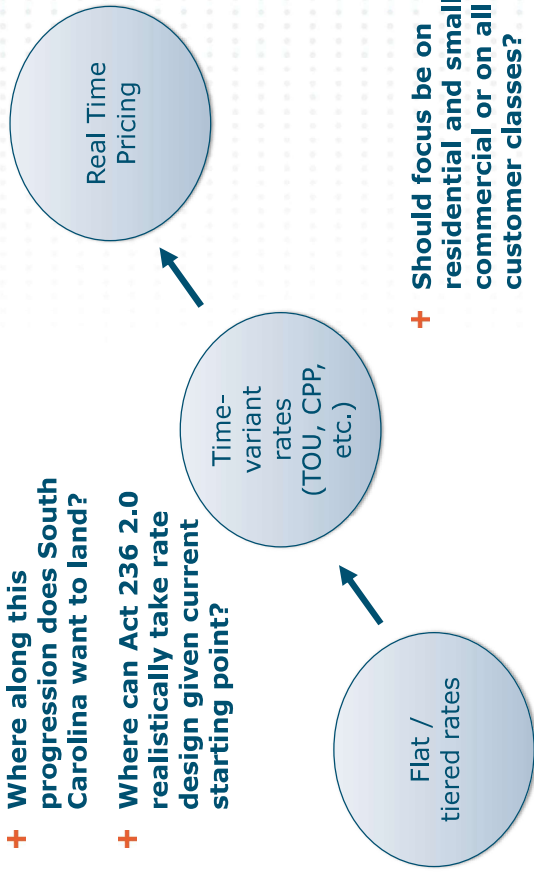 + Where along this
progression does South
Carolina want to land?
+ Where can Act 236 2.0
realistically take rate
design given current
starting point?
Flat /
tiered rates
Time-
variant
rates
(TOU, CPP,
etc.)
Real Time
Pricing
+ Should focus be on
residential and small
commercial or on all
customer classes?